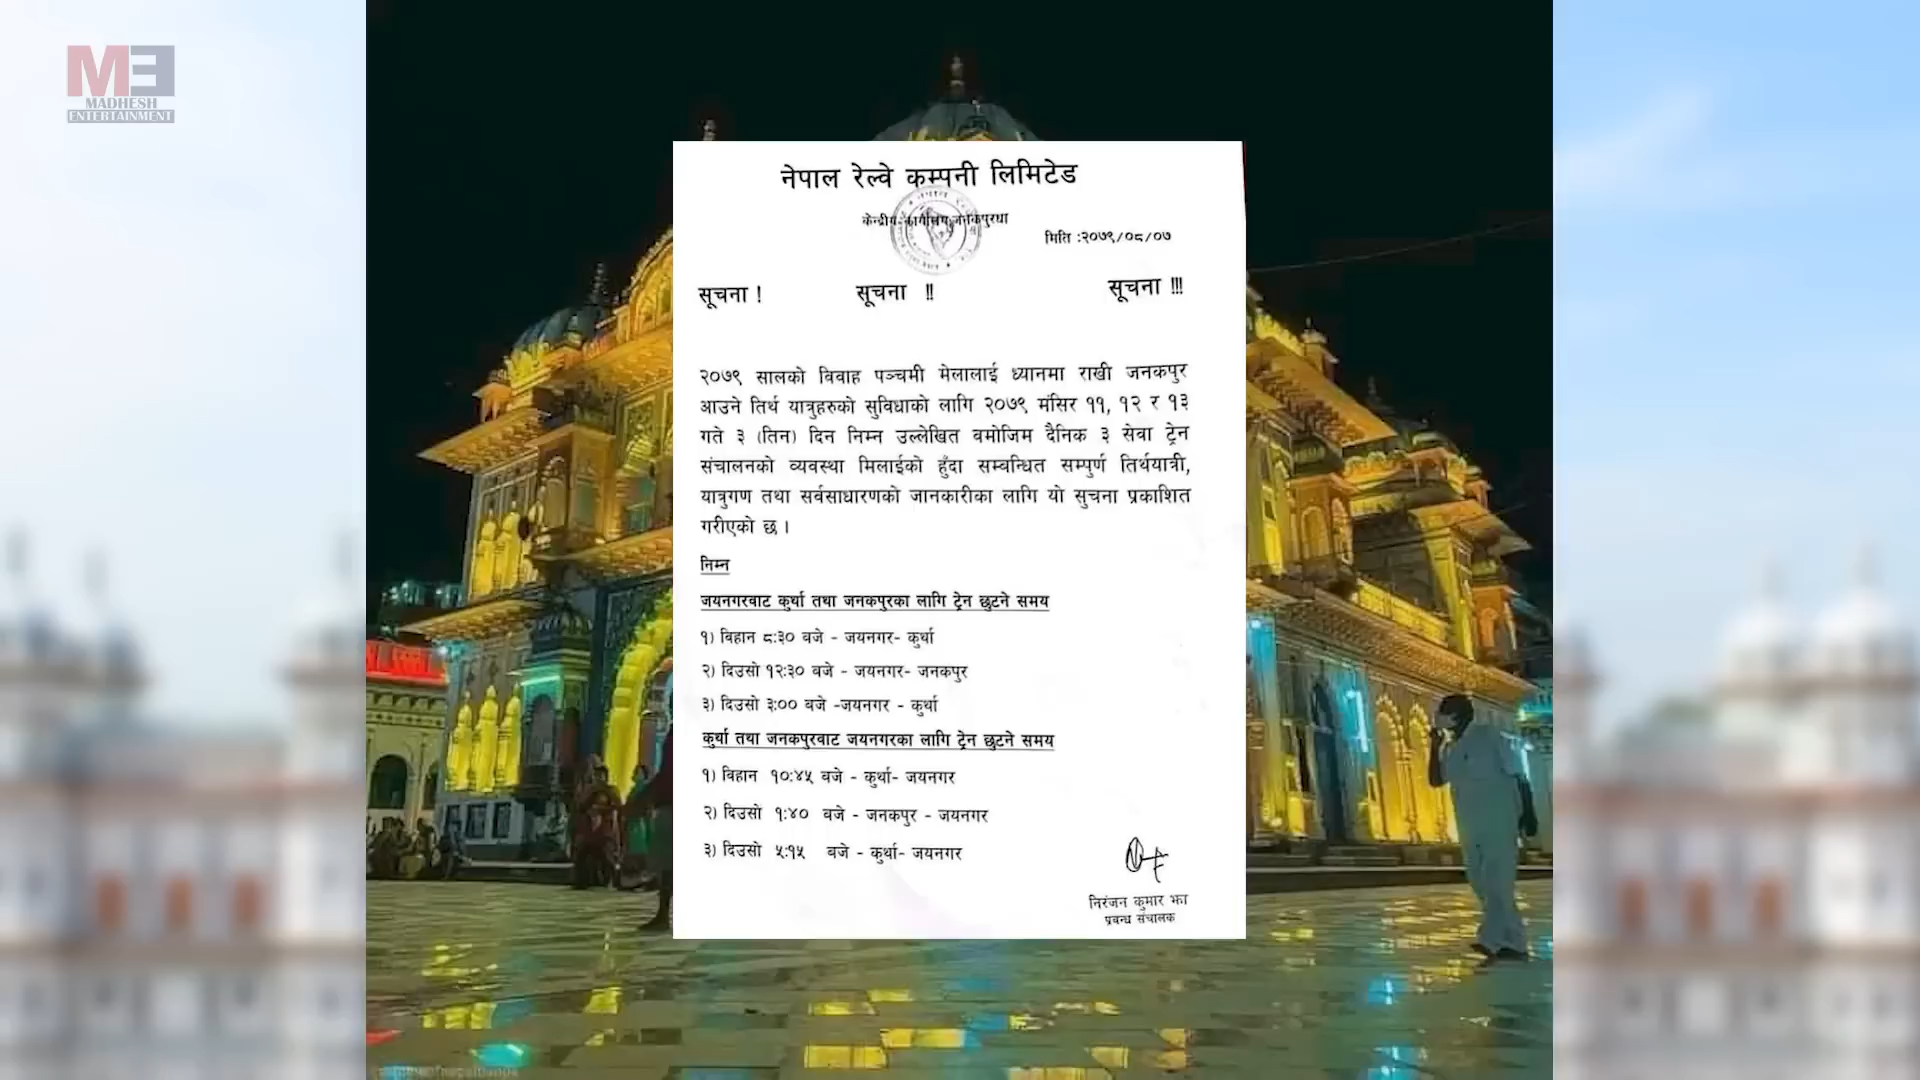 ME
MADHESH
ENTERTAINMENT
नेपाल रेल्वे कम्पनी लिमिटेड
केन्द्रीय कार्यालय,जनकपुरधा
मिति :२०७९/०८/०७
सूचना ! सूचना !! सूचना !!!
२०७९ सालको विवाह पञ्चमी मेलालाई ध्यानमा राखी जनकपुर
आउने तिर्थ यात्रुहरुको सुविधाको लागि २०७९ मंसिर ११, १२ र १३
गते ३ (तिन) दिन निम्न उल्लेखित वमोजिम दैनिक ३ सेवा ट्रेन
संचालनको व्यवस्था मिलाईको हुँदा सम्बन्धित सम्पुर्ण तिर्थयात्री,
यात्रुगण तथा सर्वसाधारणको जानकारीका लागि यो सुचना प्रकाशित
गरीएको छ ।
निम्न
जयनगरवाट कुर्था तथा जनकपुरका लागि ट्रेन छुटने समय
१) विहान ८:३० बजे - जयनगर- कुर्था
२) दिउसो १२:३० बजे - जयनगर- जनकपुर
३) दिउसो ३:०० बजे -जयनगर - कुर्था
कुर्था तथा जनकपुरवाट जयनगरका लागि ट्रेन छुटने समय
१) विहान १०:४५ बजे - कुर्था- जयनगर
२) दिउसो १:४० बजे - जनकपुर - जयनगर
३) दिउसो ५:१५ बजे - कुर्था- जयनगर
निरंजन कुमार झा
प्रवन्ध संचालक